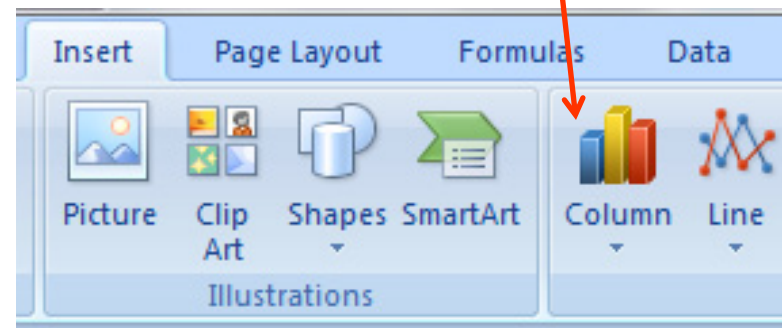 Insert Page Layout Formulas Data
Picture Clip Art Shapes SmartArt Column Line
Illustrations